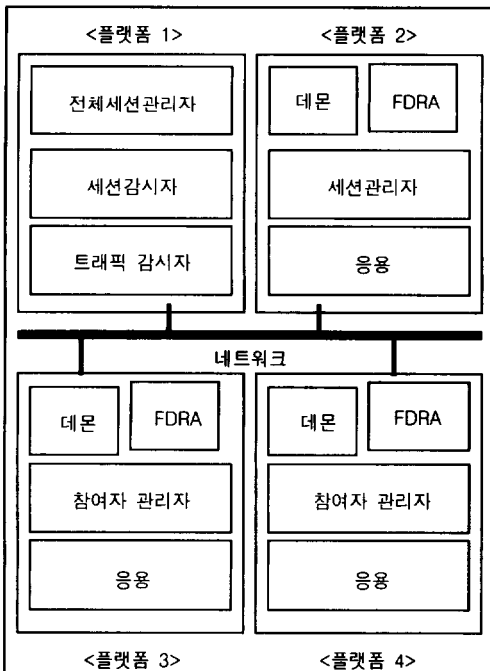 <플랫폼 1>
<플랫폼 2>
전체세션관리자
세션감시자
트래픽 감시자
데몬
FDRA
세션관리자
응용
네트워크
데몬
FDRA
참여자 관리자
응용
데몬
FDRA
참여자 관리자
응용
<플랫폼 3>
<플랫폼 4>